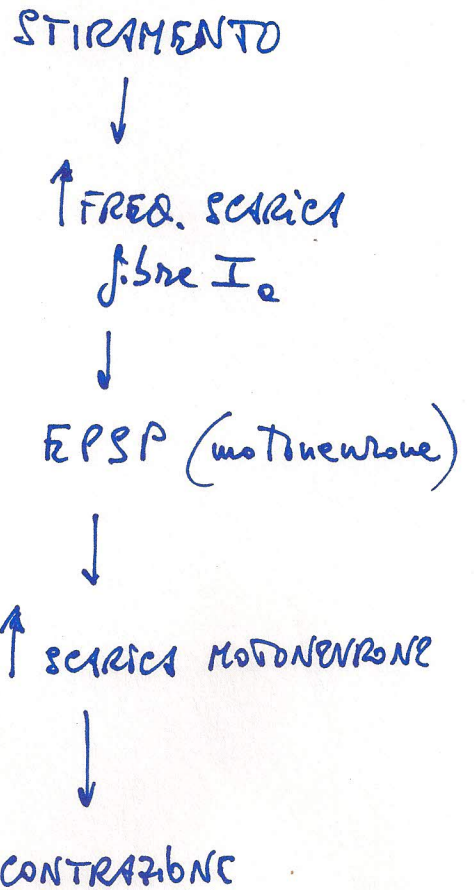 STIRAMENTO
↓
↑ FREQ. SCARICA
fibre Ia
↓
EPSP (motoneurone)
↓
↑ SCARICA MOTONEURONE
↓
CONTRAZIONE